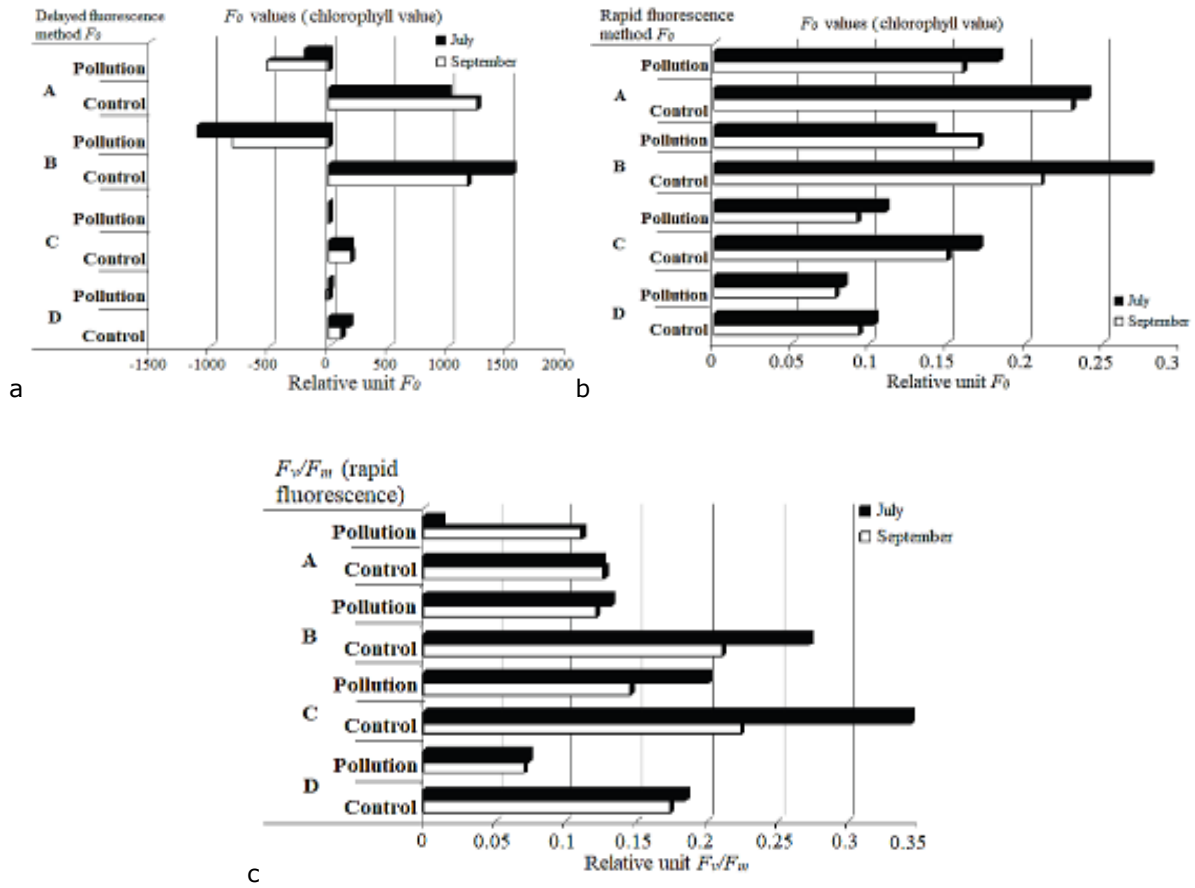 Delayed fluorescence
method F0
F0 values (chlorophyll value)
July
September
Pollution
A
Control
Pollution
B
Control
Pollution
C
Control
Pollution
D
Control
-1500 -1000 -500 0 500 1000 1500 2000
Relative unit F0
a
Rapid fluorescence
method F0
F0 values (chlorophyll value)
Pollution
A
Control
Pollution
B
Control
Pollution
C
Control
Pollution
D
Control
July
September
0 0.05 0.1 0.15 0.2 0.25 0.3
Relative unit F0
b
Fv/Fm (rapid
fluorescence)
July
September
Pollution
A
Control
Pollution
B
Control
Pollution
C
Control
Pollution
D
Control
0 0.05 0.1 0.15 0.2 0.25 0.3 0.35
Relative unit Fv/Fm
c